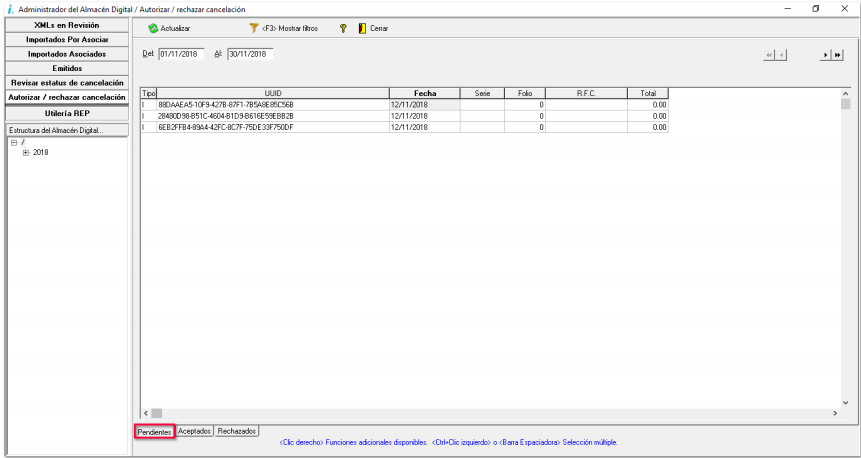 Administrador del Almacén Digital / Autorizar / rechazar cancelación
XMLs en Revisión
Importados Por Asociar
Importados Asociados
Emitidos
Revisar estatus de cancelación
Autorizar / rechazar cancelación
Utilería REP
Estructura del Almacén Digital...
/
2018
Actualizar <F3> Mostrar filtros Cerrar
Del: 01/11/2018 Al: 30/11/2018
Tipo UUID Fecha Serie Folio R.F.C. Total
I 88DAAEA5-10F9-427B-87F1-7B5A8E85C56B 12/11/2018 0 0.00
I 28480D98-B51C-4604-B1D9-B616E59EBB2B 12/11/2018 0 0.00
I 6EB2FFB4-89A4-42FC-8C7F-75DE33F750DF 12/11/2018 0 0.00
Pendientes Aceptados Rechazados
<Clic derecho> Funciones adicionales disponibles. <Ctrl+Clic izquierdo> o <Barra Espaciadora> Selección múltiple.